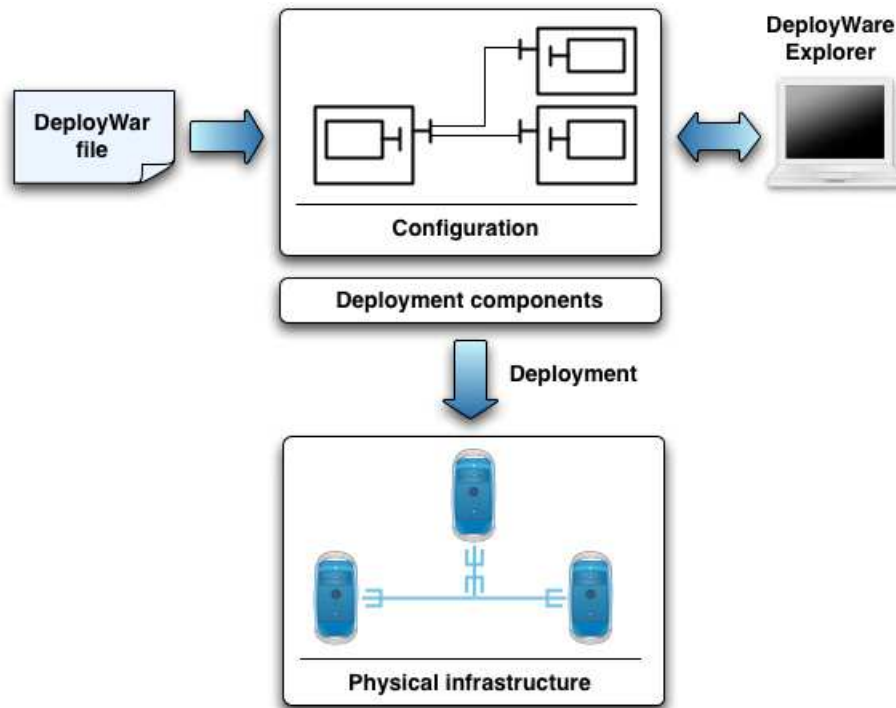 DeployWar
file
Configuration
DeployWare
Explorer
Deployment components
Deployment
Physical infrastructure